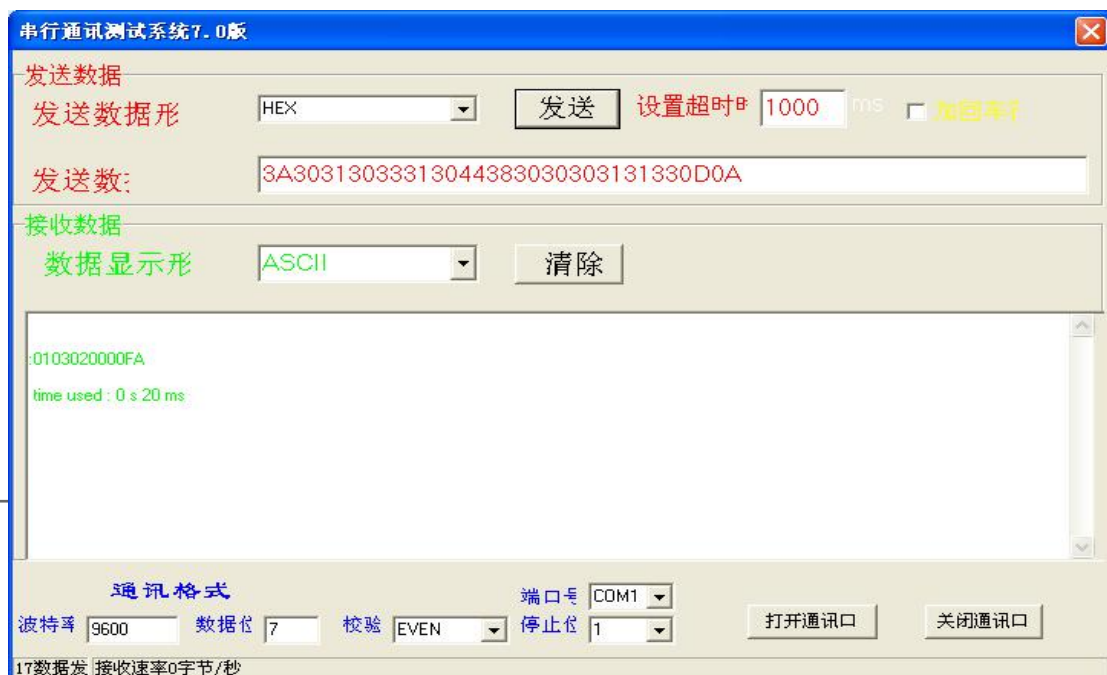 串行通讯测试系统7.0版
发送数据
发送数据形 HEX 发送 设置超时 1000 ms 加回车
发送数 3A30313033313044383030303131330D0A
接收数据
数据显示形 ASCII 清除
:0103020000FA
time used : 0 s 20 ms
通讯格式
端口号 COM1
波特率 9600 数据位 7 校验 EVEN 停止位 1 打开通讯口 关闭通讯口
17数据发 接收速率0字节/秒